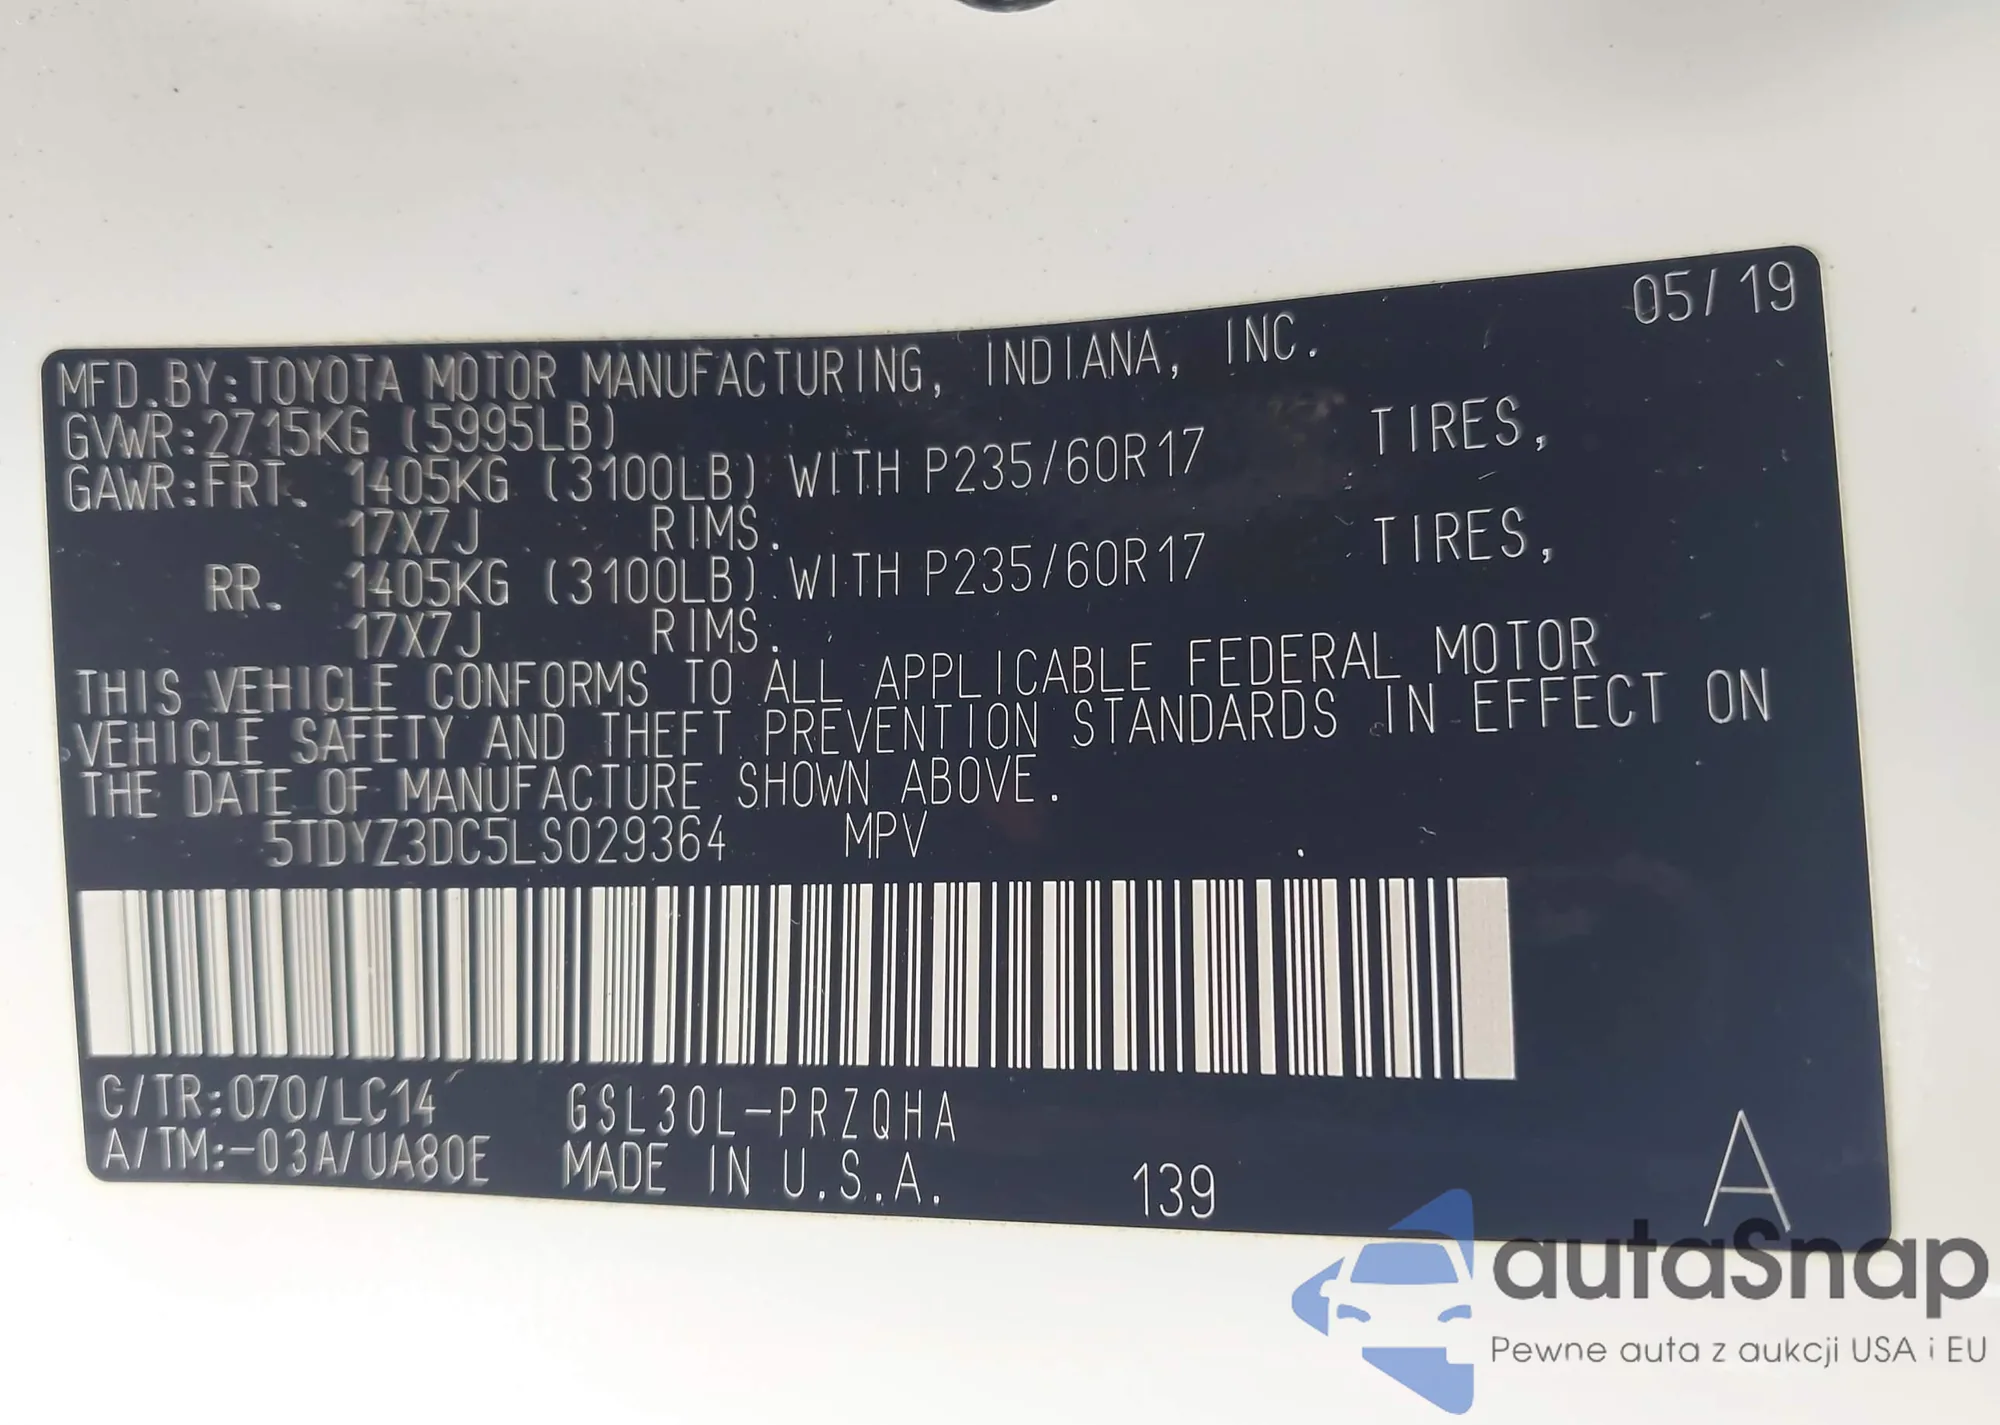 05/19
MFD.BY:TOYOTA MOTOR MANUFACTURING, INDIANA, INC.
GVWR:2715KG (5995LB)
GAWR:FRT. 1405KG (3100LB) WITH P235/60R17 TIRES,
17X7J RIMS.
RR. 1405KG (3100LB) WITH P235/60R17 TIRES,
17X7J RIMS.
THIS VEHICLE CONFORMS TO ALL APPLICABLE FEDERAL MOTOR
VEHICLE SAFETY AND THEFT PREVENTION STANDARDS IN EFFECT ON
THE DATE OF MANUFACTURE SHOWN ABOVE.
5TDYZ3DC5LS029364 MPV
C/TR:070/LC14 GSL30L-PRZQHA
A/TM:-03A/UA80E MADE IN U.S.A. 139 A
autaSnap
Pewne auta z aukcji USA i EU